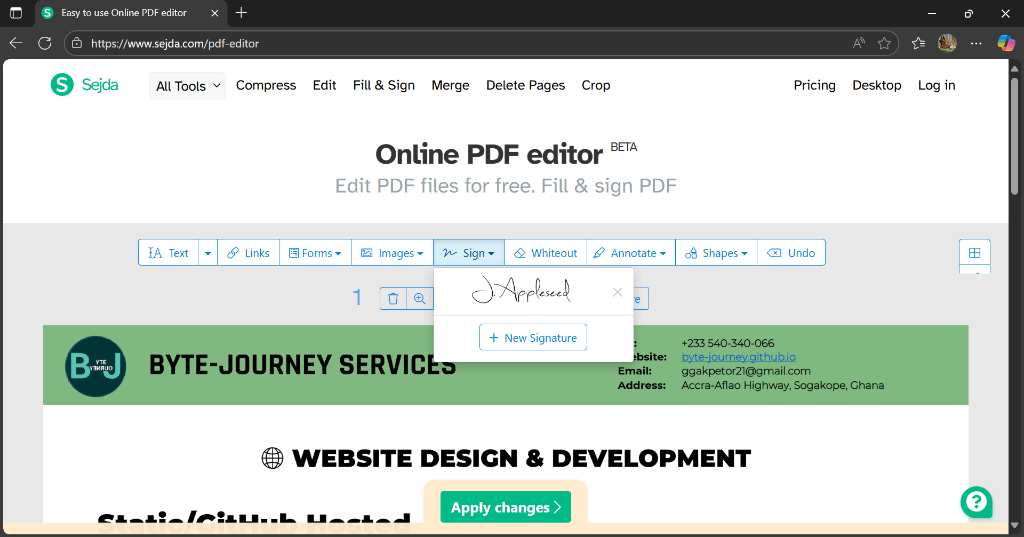 Easy to use Online PDF editor
https://www.sejda.com/pdf-editor
S Sejda
All Tools Compress Edit Fill & Sign Merge Delete Pages Crop Pricing Desktop Log in
Online PDF editor BETA
Edit PDF files for free. Fill & sign PDF
Text Links Forms Images Sign Whiteout Annotate Shapes Undo
1
J. Appleseed
+ New Signature
BYTE-JOURNEY SERVICES
+233 540-340-066
byte-journey.github.io
Email: ggakpetor21@gmail.com
Address: Accra-Aflao Highway, Sogakope, Ghana
WEBSITE DESIGN & DEVELOPMENT
Static/GitHub Hosted
Apply changes
?